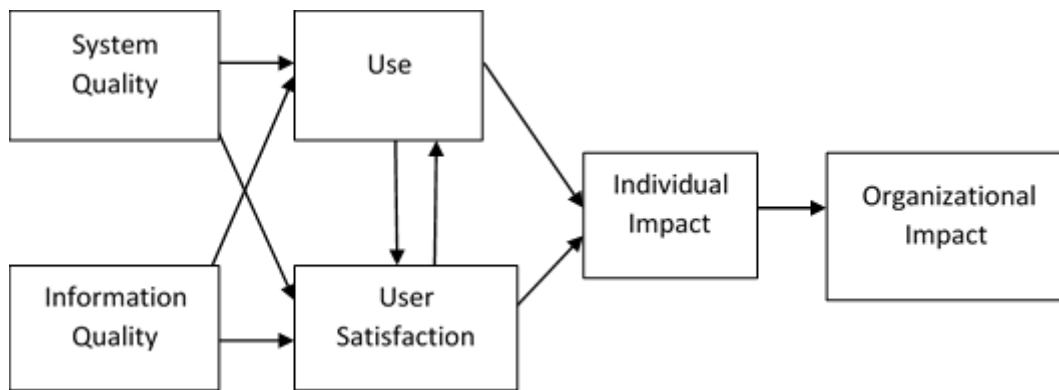 System
Quality
Use
Information
Quality
User
Satisfaction
Individual
Impact
Organizational
Impact